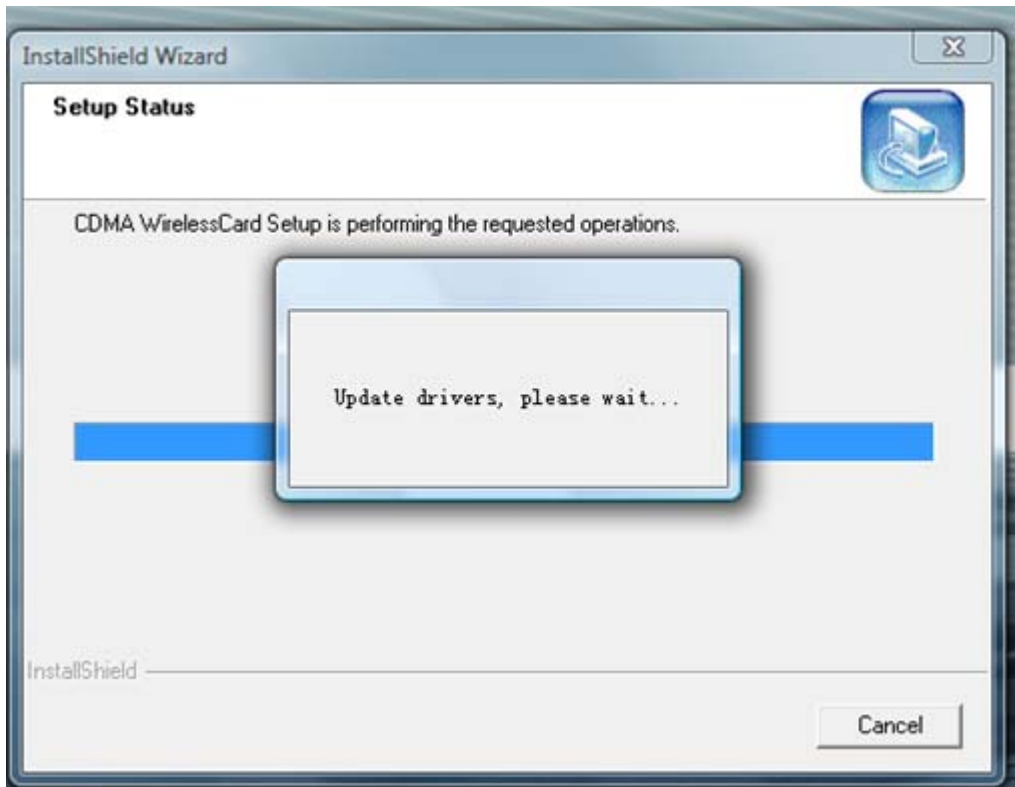 InstallShield Wizard
Setup Status
CDMA WirelessCard Setup is performing the requested operations.
Update drivers, please wait...
InstallShield
Cancel